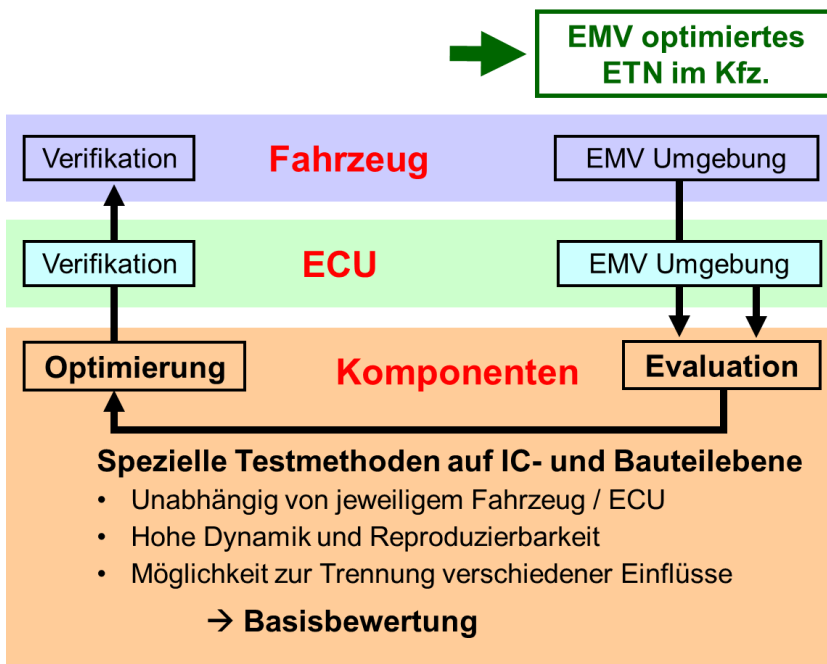 EMV optimiertes
ETN im Kfz.
Verifikation
Fahrzeug
EMV Umgebung
Verifikation
ECU
EMV Umgebung
Optimierung
Komponenten
Evaluation
Spezielle Testmethoden auf IC- und Bauteilebene
• Unabhängig von jeweiligem Fahrzeug / ECU
• Hohe Dynamik und Reproduzierbarkeit
• Möglichkeit zur Trennung verschiedener Einflüsse
→ Basisbewertung